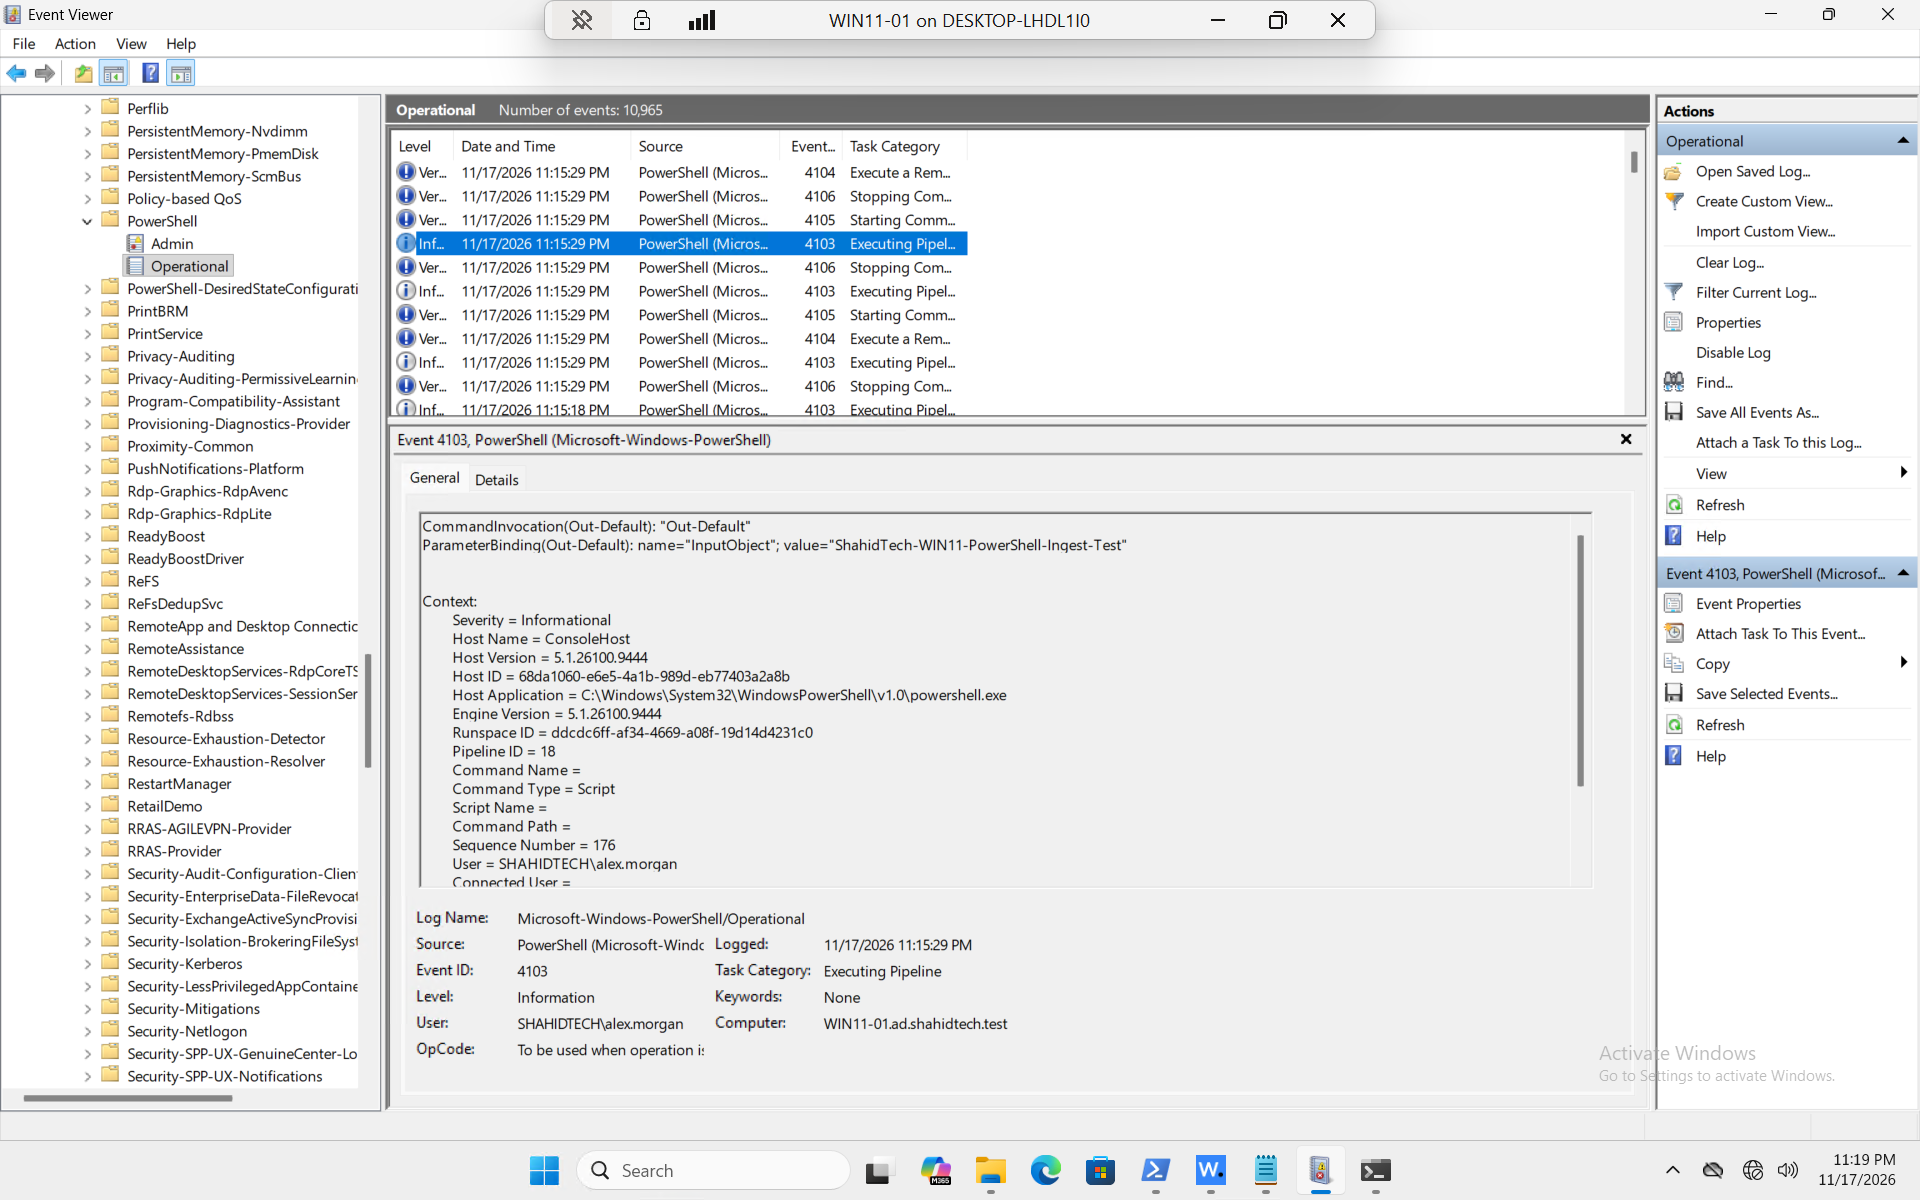 Event Viewer
WIN11-01 on DESKTOP-LHDL1I0
File Action View Help
Perflib
PersistentMemory-Nvdimm
PersistentMemory-PmemDisk
PersistentMemory-ScmBus
Policy-based QoS
PowerShell
Admin
Operational
PowerShell-DesiredStateConfigurati
PrintBRM
PrintService
Privacy-Auditing
Privacy-Auditing-PermissiveLearnin
Program-Compatibility-Assistant
Provisioning-Diagnostics-Provider
Proximity-Common
PushNotifications-Platform
Rdp-Graphics-RdpAvenc
Rdp-Graphics-RdpLite
ReadyBoost
ReadyBoostDriver
ReFS
ReFsDedupSvc
RemoteApp and Desktop Connectic
RemoteAssistance
RemoteDesktopServices-RdpCoreTS
RemoteDesktopServices-SessionSer
Remotefs-Rdbss
Resource-Exhaustion-Detector
Resource-Exhaustion-Resolver
RestartManager
RetailDemo
RRAS-AGILEVPN-Provider
RRAS-Provider
Security-Audit-Configuration-Clien
Security-EnterpriseData-FileRevocat
Security-ExchangeActiveSyncProvisi
Security-Isolation-BrokeringFileSyst
Security-Kerberos
Security-LessPrivilegedAppContaine
Security-Mitigations
Security-Netlogon
Security-SPP-UX-GenuineCenter-Lo
Security-SPP-UX-Notifications
Operational Number of events: 10,965
Level Date and Time Source Event... Task Category
Ver... 11/17/2026 11:15:29 PM PowerShell (Micros... 4104 Execute a Rem...
Ver... 11/17/2026 11:15:29 PM PowerShell (Micros... 4106 Stopping Com...
Ver... 11/17/2026 11:15:29 PM PowerShell (Micros... 4105 Starting Comm...
Inf... 11/17/2026 11:15:29 PM PowerShell (Micros... 4103 Executing Pipel...
Ver... 11/17/2026 11:15:29 PM PowerShell (Micros... 4106 Stopping Com...
Inf... 11/17/2026 11:15:29 PM PowerShell (Micros... 4103 Executing Pipel...
Ver... 11/17/2026 11:15:29 PM PowerShell (Micros... 4105 Starting Comm...
Ver... 11/17/2026 11:15:29 PM PowerShell (Micros... 4104 Execute a Rem...
Inf... 11/17/2026 11:15:29 PM PowerShell (Micros... 4103 Executing Pipel...
Ver... 11/17/2026 11:15:29 PM PowerShell (Micros... 4106 Stopping Com...
Inf... 11/17/2026 11:15:18 PM PowerShell (Micros... 4103 Executing Pipel...
Event 4103, PowerShell (Microsoft-Windows-PowerShell)
General Details
CommandInvocation(Out-Default): "Out-Default"
ParameterBinding(Out-Default): name="InputObject"; value="ShahidTech-WIN11-PowerShell-Ingest-Test"
Context:
Severity = Informational
Host Name = ConsoleHost
Host Version = 5.1.26100.9444
Host ID = 68da1060-e6e5-4a1b-989d-eb77403a2a8b
Host Application = C:\Windows\System32\WindowsPowerShell\v1.0\powershell.exe
Engine Version = 5.1.26100.9444
Runspace ID = ddcdc6ff-af34-4669-a08f-19d14d4231c0
Pipeline ID = 18
Command Name =
Command Type = Script
Script Name =
Command Path =
Sequence Number = 176
User = SHAHIDTECH\alex.morgan
Connected User =
Log Name: Microsoft-Windows-PowerShell/Operational
Source: PowerShell (Microsoft-Windc Logged: 11/17/2026 11:15:29 PM
Event ID: 4103 Task Category: Executing Pipeline
Level: Information Keywords: None
User: SHAHIDTECH\alex.morgan Computer: WIN11-01.ad.shahidtech.test
OpCode: To be used when operation is
Actions
Operational
Open Saved Log...
Create Custom View...
Import Custom View...
Clear Log...
Filter Current Log...
Properties
Disable Log
Find...
Save All Events As...
Attach a Task To this Log...
View
Refresh
Help
Event 4103, PowerShell (Microsof...
Event Properties
Attach Task To This Event...
Copy
Save Selected Events...
Refresh
Help
Activate Windows
Go to Settings to activate Windows.
Search
M365
W.
11:19 PM
11/17/2026